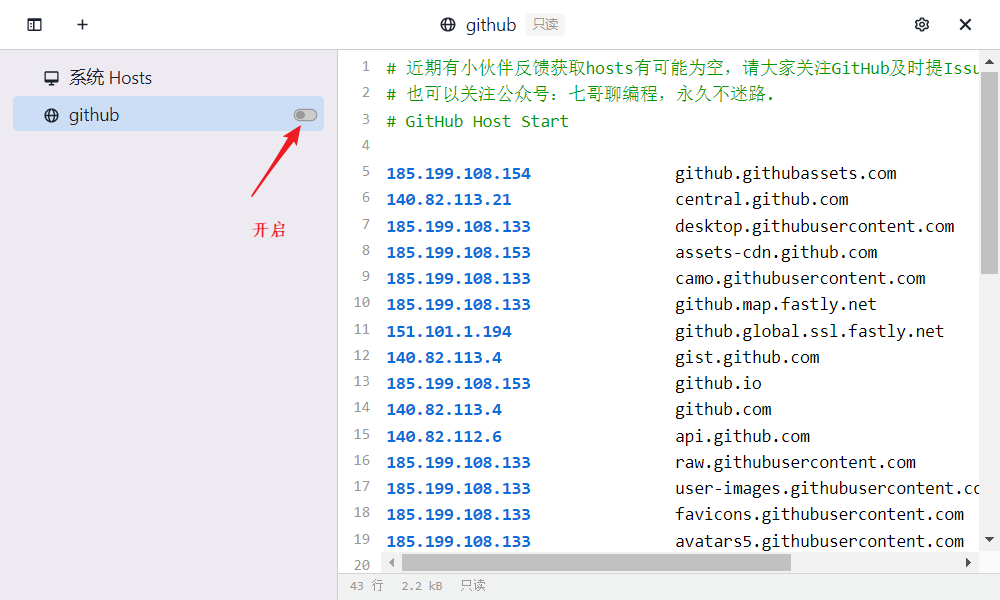 github 只读
系统 Hosts
github
开启
1 # 近期有小伙伴反馈获取hosts有可能为空，请大家关注GitHub及时提Issu
2 # 也可以关注公众号：七哥聊编程，永久不迷路.
3 # GitHub Host Start
4
5 185.199.108.154 github.githubassets.com
6 140.82.113.21 central.github.com
7 185.199.108.133 desktop.githubusercontent.com
8 185.199.108.153 assets-cdn.github.com
9 185.199.108.133 camo.githubusercontent.com
10 185.199.108.133 github.map.fastly.net
11 151.101.1.194 github.global.ssl.fastly.net
12 140.82.113.4 gist.github.com
13 185.199.108.153 github.io
14 140.82.113.4 github.com
15 140.82.112.6 api.github.com
16 185.199.108.133 raw.githubusercontent.com
17 185.199.108.133 user-images.githubusercontent.co
18 185.199.108.133 favicons.githubusercontent.com
19 185.199.108.133 avatars5.githubusercontent.com
20
43 行 2.2 kB 只读